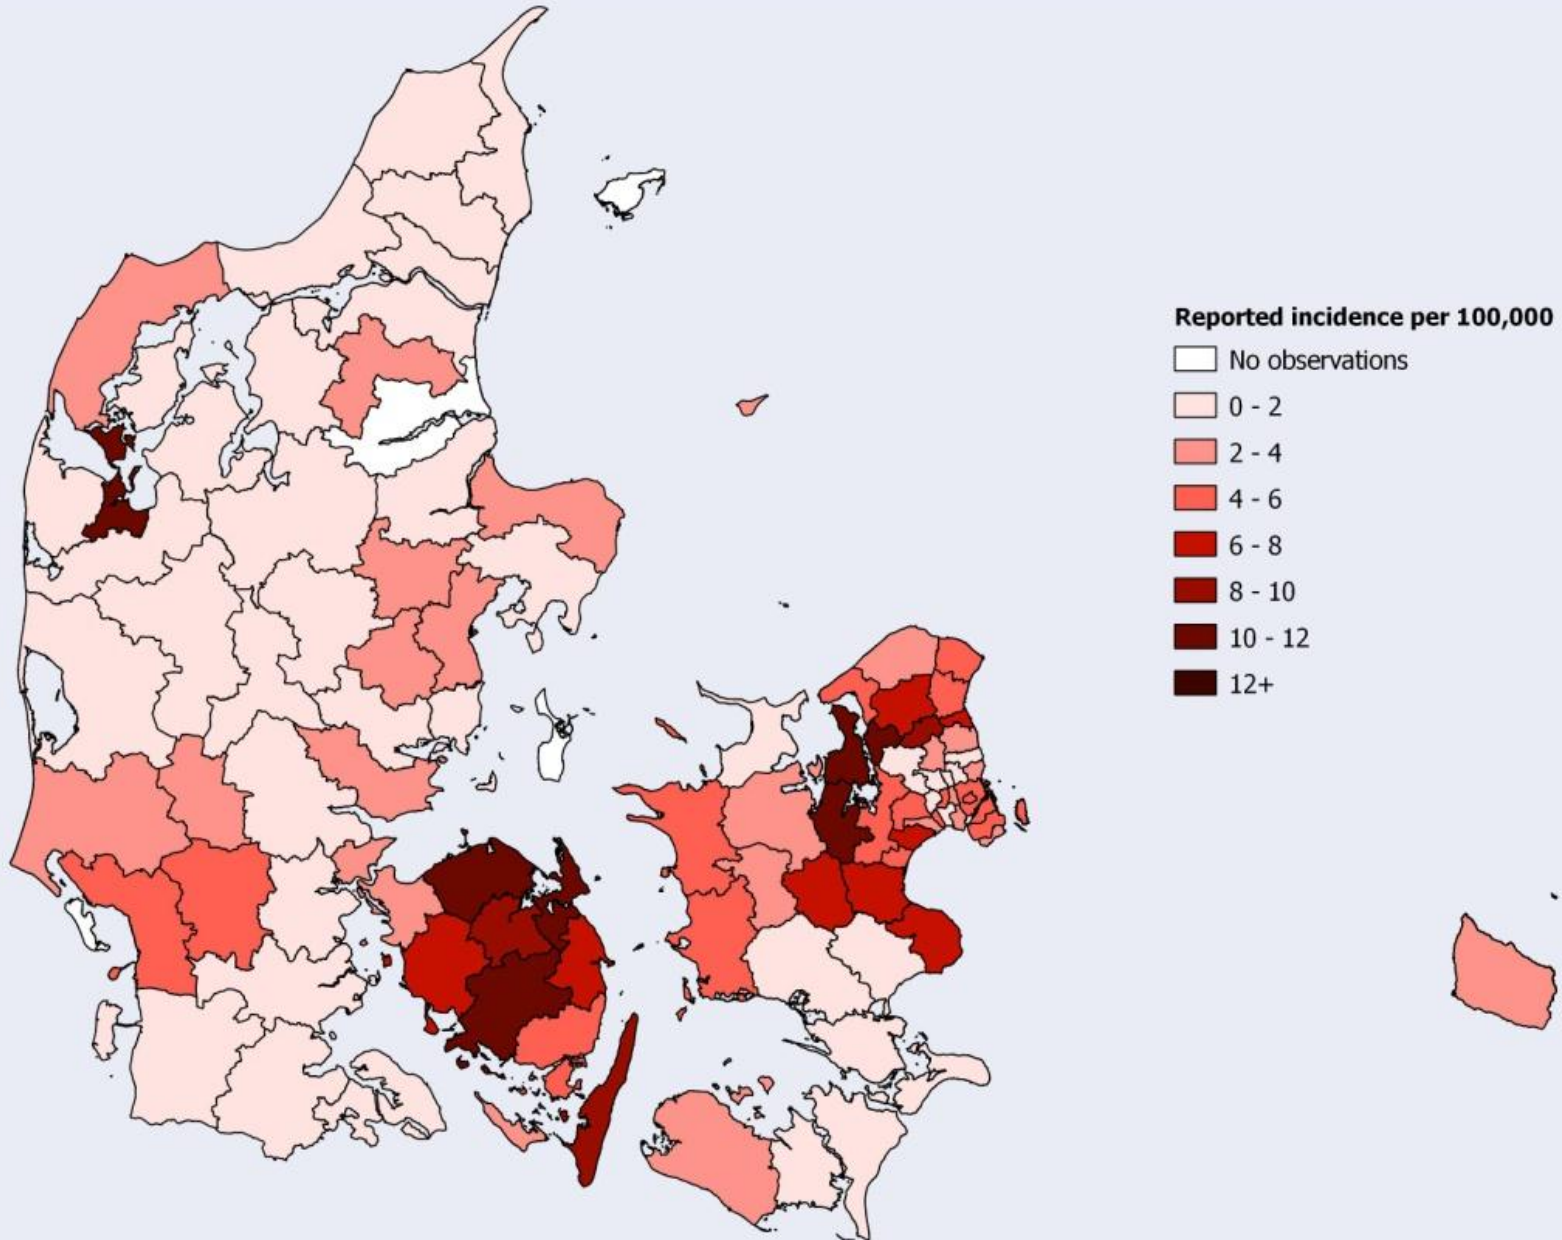 Reported incidence per 100,000
No observations
0 - 2
2 - 4
4 - 6
6 - 8
8 - 10
10 - 12
12+